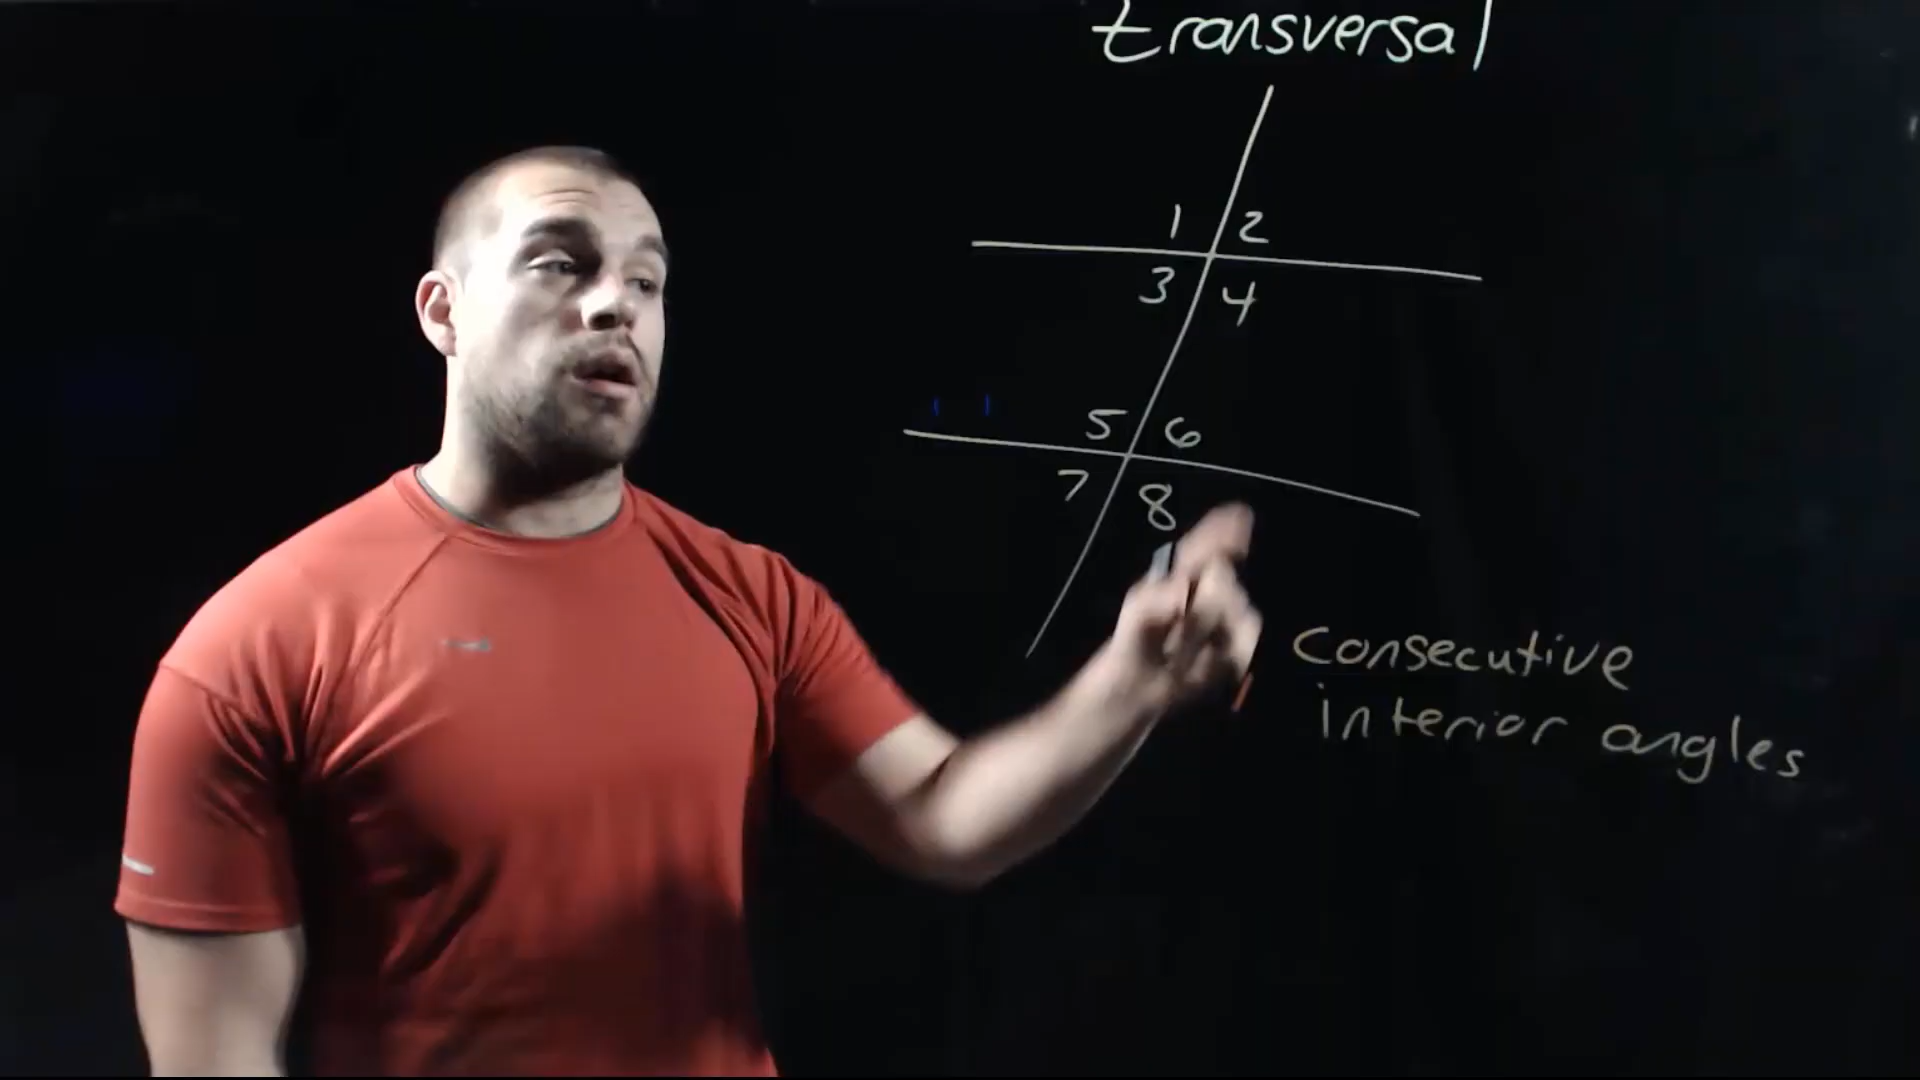 transversal
1 2
3 4
5 6
7 8
consecutive
interior angles